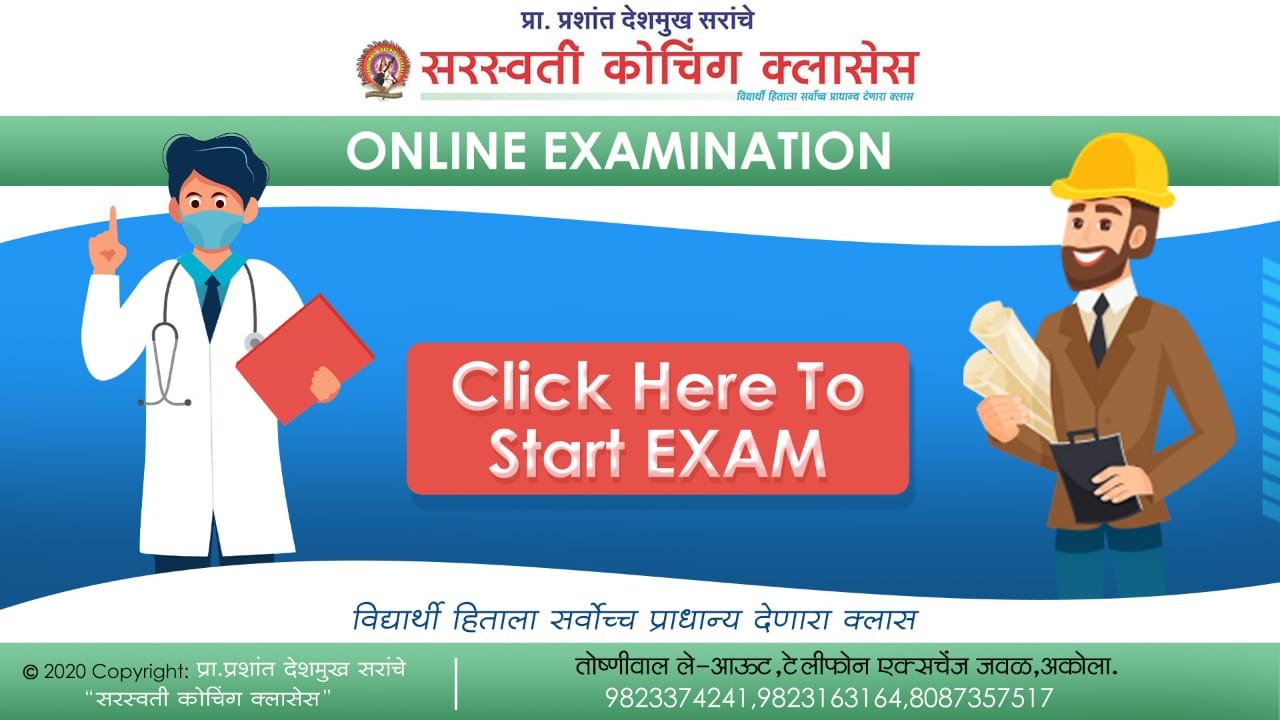 प्रा. प्रशांत देशमुख सरांचे
सरस्वती कोचिंग क्लासेस
विद्यार्थी हिताला सर्वोच्च प्राधान्य देणारा क्लास
ONLINE EXAMINATION
Click Here To
Start EXAM
विद्यार्थी हिताला सर्वोच्च प्राधान्य देणारा क्लास
© 2020 Copyright: प्रा.प्रशांत देशमुख सरांचे
“सरस्वती कोचिंग क्लासेस”
तोष्णीवाल ले-आऊट,टेलीफोन एक्सचेंज जवळ,अकोला.
9823374241,9823163164,8087357517